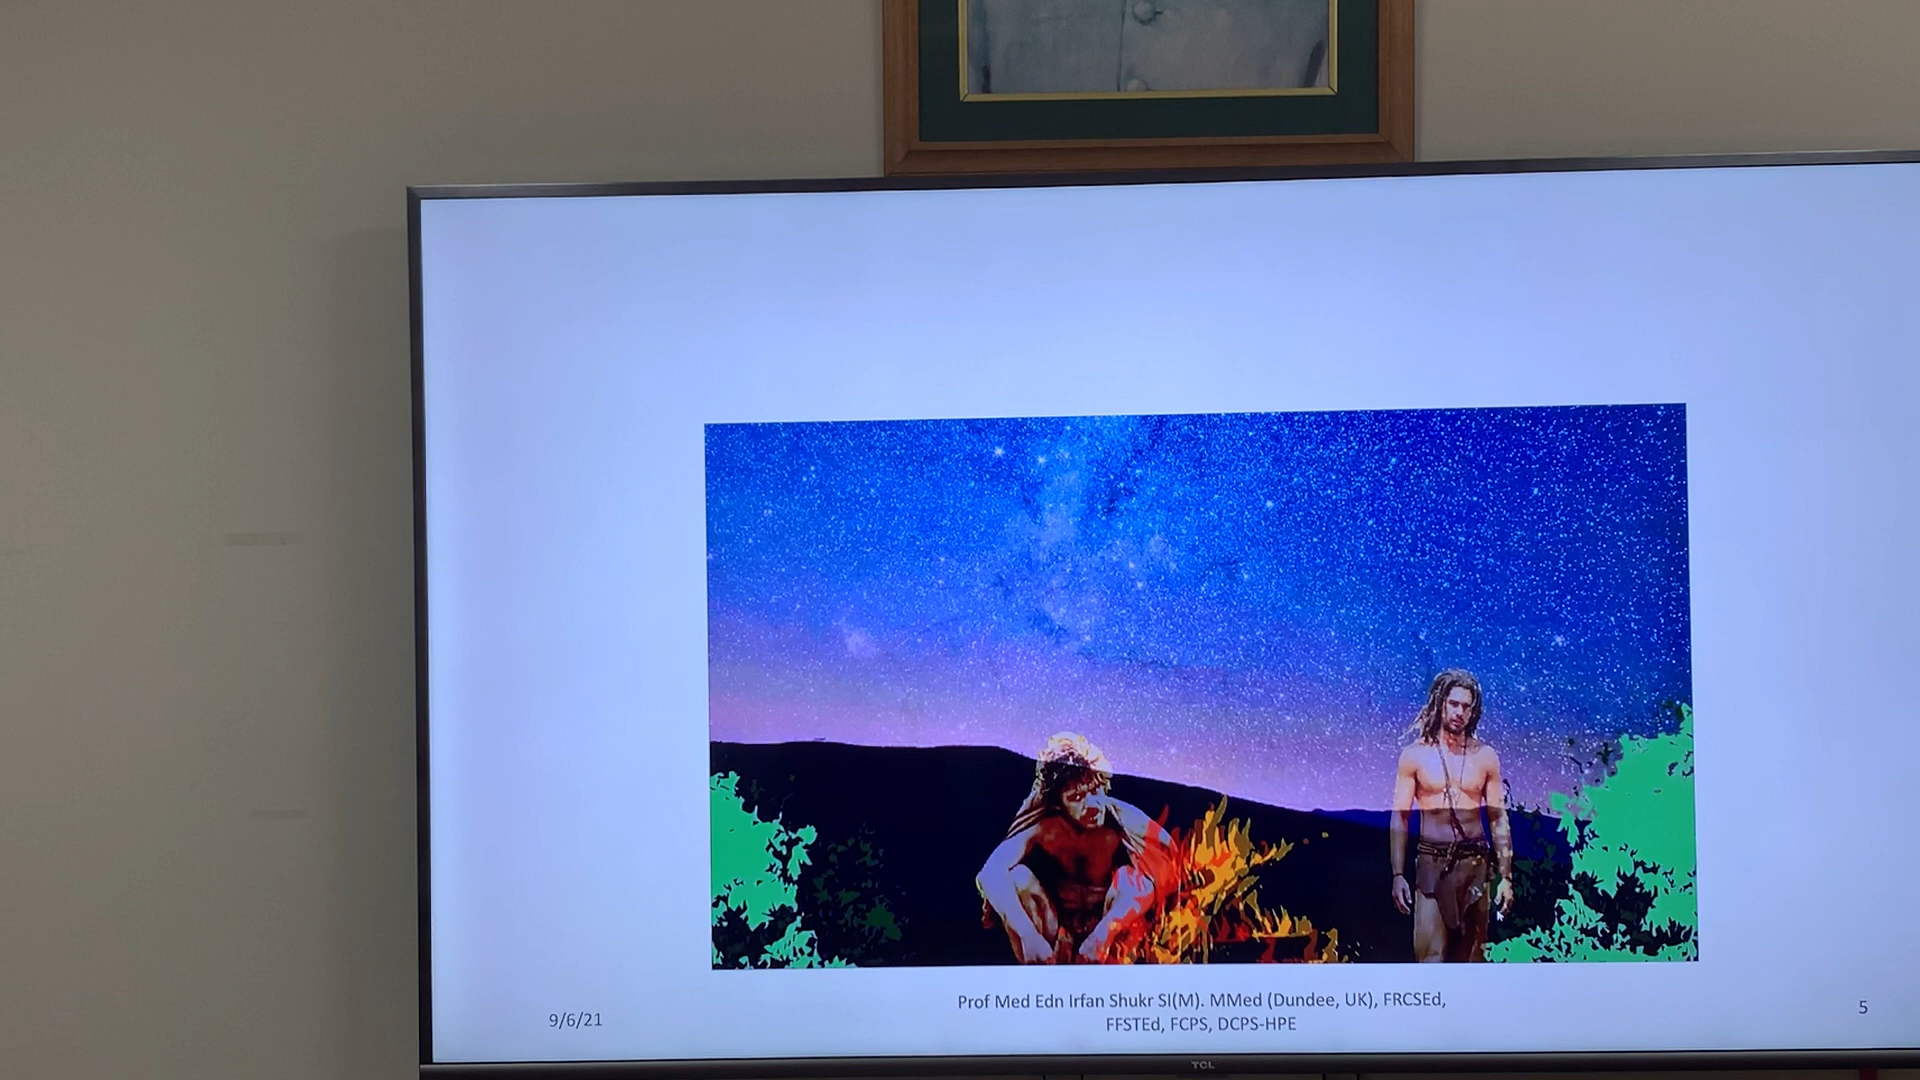 Prof Med Edn Irfan Shukr SI(M). MMed (Dundee, UK), FRCSEd,
FFSTEd, FCPS, DCPS-HPE
9/6/21
5
TCL